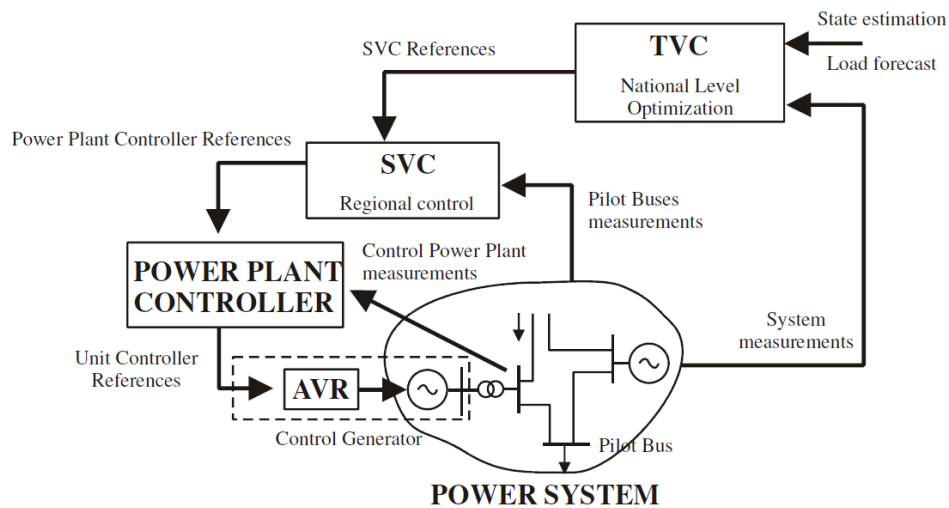 State estimation
SVC References
TVC
Load forecast
National Level
Optimization
Power Plant Controller References
SVC
Regional control
Pilot Buses
measurements
Control Power Plant
measurements
POWER PLANT
CONTROLLER
System
measurements
Unit Controller
References
AVR
Control Generator
Pilot Bus
POWER SYSTEM